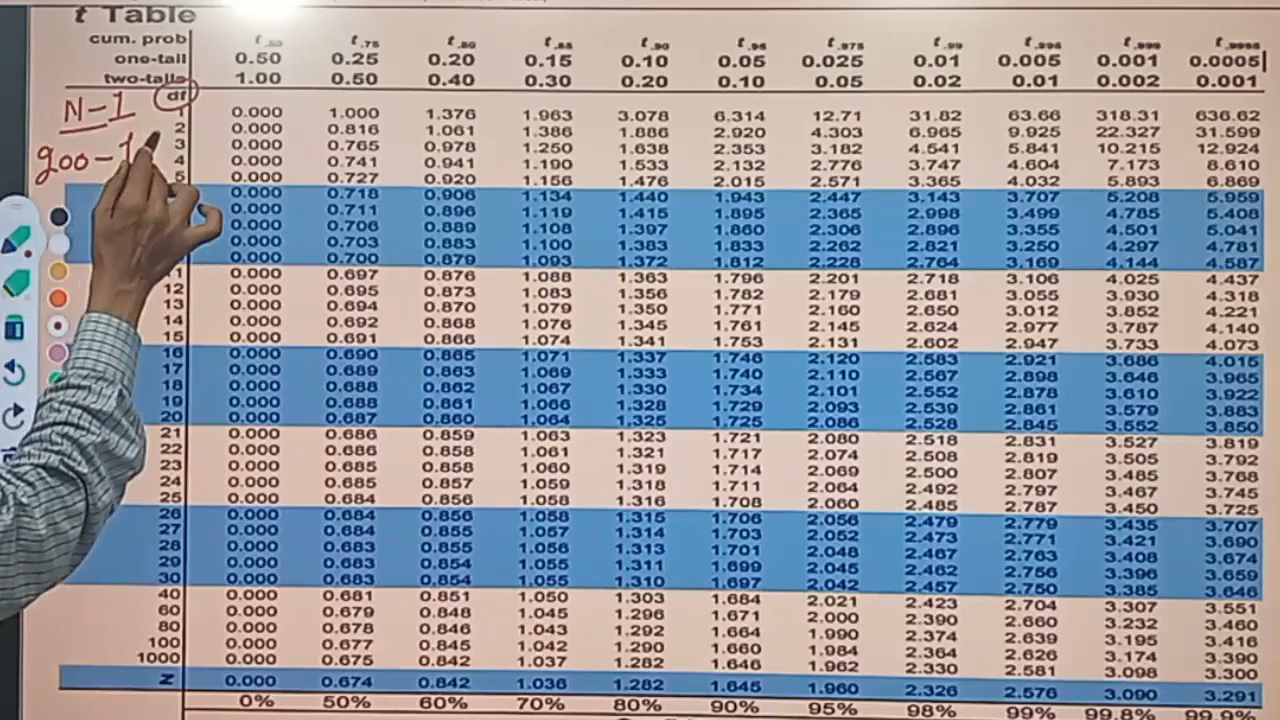 t Table
cum. prob t.50 t.75 t.80 t.85 t.90 t.95 t.975 t.99 t.995 t.999 t.9995
one-tail 0.50 0.25 0.20 0.15 0.10 0.05 0.025 0.01 0.005 0.001 0.0005
two-tails 1.00 0.50 0.40 0.30 0.20 0.10 0.05 0.02 0.01 0.002 0.001
df
N-1
1 0.000 1.000 1.376 1.963 3.078 6.314 12.71 31.82 63.66 318.31 636.62
2 0.000 0.816 1.061 1.386 1.886 2.920 4.303 6.965 9.925 22.327 31.599
3 0.000 0.765 0.978 1.250 1.638 2.353 3.182 4.541 5.841 10.215 12.924
200-1
4 0.000 0.741 0.941 1.190 1.533 2.132 2.776 3.747 4.604 7.173 8.610
5 0.000 0.727 0.920 1.156 1.476 2.015 2.571 3.365 4.032 5.893 6.869
0.000 0.718 0.906 1.134 1.440 1.943 2.447 3.143 3.707 5.208 5.959
0.000 0.711 0.896 1.119 1.415 1.895 2.365 2.998 3.499 4.785 5.408
0.000 0.706 0.889 1.108 1.397 1.860 2.306 2.896 3.355 4.501 5.041
0.000 0.703 0.883 1.100 1.383 1.833 2.262 2.821 3.250 4.297 4.781
0.000 0.700 0.879 1.093 1.372 1.812 2.228 2.764 3.169 4.144 4.587
11 0.000 0.697 0.876 1.088 1.363 1.796 2.201 2.718 3.106 4.025 4.437
12 0.000 0.695 0.873 1.083 1.356 1.782 2.179 2.681 3.055 3.930 4.318
13 0.000 0.694 0.870 1.079 1.350 1.771 2.160 2.650 3.012 3.852 4.221
14 0.000 0.692 0.868 1.076 1.345 1.761 2.145 2.624 2.977 3.787 4.140
15 0.000 0.691 0.866 1.074 1.341 1.753 2.131 2.602 2.947 3.733 4.073
16 0.000 0.690 0.865 1.071 1.337 1.746 2.120 2.583 2.921 3.686 4.015
17 0.000 0.689 0.863 1.069 1.333 1.740 2.110 2.567 2.898 3.646 3.965
18 0.000 0.688 0.862 1.067 1.330 1.734 2.101 2.552 2.878 3.610 3.922
19 0.000 0.688 0.861 1.066 1.328 1.729 2.093 2.539 2.861 3.579 3.883
20 0.000 0.687 0.860 1.064 1.325 1.725 2.086 2.528 2.845 3.552 3.850
21 0.000 0.686 0.859 1.063 1.323 1.721 2.080 2.518 2.831 3.527 3.819
22 0.000 0.686 0.858 1.061 1.321 1.717 2.074 2.508 2.819 3.505 3.792
23 0.000 0.685 0.858 1.060 1.319 1.714 2.069 2.500 2.807 3.485 3.768
24 0.000 0.685 0.857 1.059 1.318 1.711 2.064 2.492 2.797 3.467 3.745
25 0.000 0.684 0.856 1.058 1.316 1.708 2.060 2.485 2.787 3.450 3.725
26 0.000 0.684 0.856 1.058 1.315 1.706 2.056 2.479 2.779 3.435 3.707
27 0.000 0.684 0.855 1.057 1.314 1.703 2.052 2.473 2.771 3.421 3.690
28 0.000 0.683 0.855 1.056 1.313 1.701 2.048 2.467 2.763 3.408 3.674
29 0.000 0.683 0.854 1.055 1.311 1.699 2.045 2.462 2.756 3.396 3.659
30 0.000 0.683 0.854 1.055 1.310 1.697 2.042 2.457 2.750 3.385 3.646
40 0.000 0.681 0.851 1.050 1.303 1.684 2.021 2.423 2.704 3.307 3.551
60 0.000 0.679 0.848 1.045 1.296 1.671 2.000 2.390 2.660 3.232 3.460
80 0.000 0.678 0.846 1.043 1.292 1.664 1.990 2.374 2.639 3.195 3.416
100 0.000 0.677 0.845 1.042 1.290 1.660 1.984 2.364 2.626 3.174 3.390
1000 0.000 0.675 0.842 1.037 1.282 1.646 1.962 2.330 2.581 3.098 3.300
z 0.000 0.674 0.842 1.036 1.282 1.645 1.960 2.326 2.576 3.090 3.291
0% 50% 60% 70% 80% 90% 95% 98% 99% 99.8% 99.9%